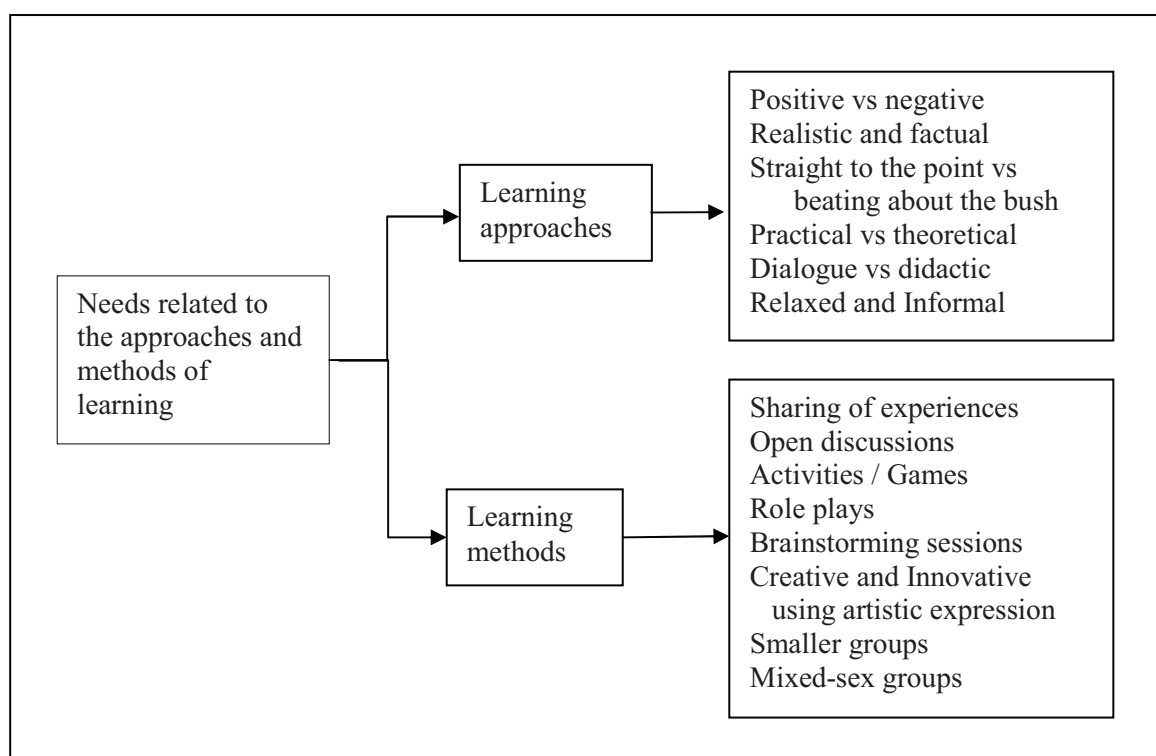 Needs related to
the approaches and
methods of
learning
Learning
approaches
Positive vs negative
Realistic and factual
Straight to the point vs
beating about the bush
Practical vs theoretical
Dialogue vs didactic
Relaxed and Informal
Learning
methods
Sharing of experiences
Open discussions
Activities / Games
Role plays
Brainstorming sessions
Creative and Innovative
using artistic expression
Smaller groups
Mixed-sex groups